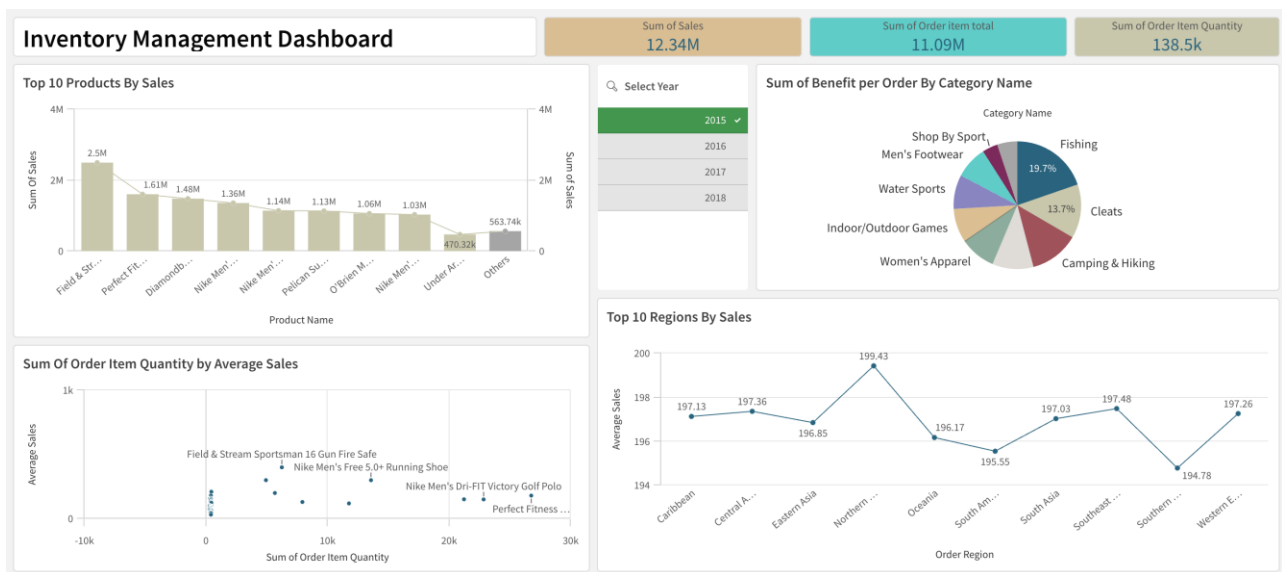 Inventory Management Dashboard
Sum of Sales
12.34M
Sum of Order item total
11.09M
Sum of Order Item Quantity
138.5k
Top 10 Products By Sales
4M
2M
0
Sum Of Sales
2.5M
1.61M
1.48M
1.36M
1.14M
1.13M
1.06M
1.03M
470.32k
563.74k
4M
2M
0
Sum of Sales
Field & Str...
Perfect Fit...
Diamondb...
Nike Men'...
Nike Men'...
Pelican Su...
O'Brien M...
Nike Men'...
Under Ar...
Others
Product Name
Select Year
2015
2016
2017
2018
Sum of Benefit per Order By Category Name
Category Name
Shop By Sport
Men's Footwear
Water Sports
Indoor/Outdoor Games
Women's Apparel
Fishing
19.7%
13.7%
Cleats
Camping & Hiking
Sum Of Order Item Quantity by Average Sales
1k
0
Average Sales
Field & Stream Sportsman 16 Gun Fire Safe
Nike Men's Free 5.0+ Running Shoe
Nike Men's Dri-FIT Victory Golf Polo
Perfect Fitness ...
-10k
0
10k
20k
30k
Sum of Order Item Quantity
Top 10 Regions By Sales
200
198
196
194
Average Sales
197.13
197.36
196.85
199.43
196.17
195.55
197.03
197.48
194.78
197.26
Caribbean
Central A...
Eastern Asia
Northern ...
Oceania
South Am...
South Asia
Southeast ...
Southern ...
Western E...
Order Region